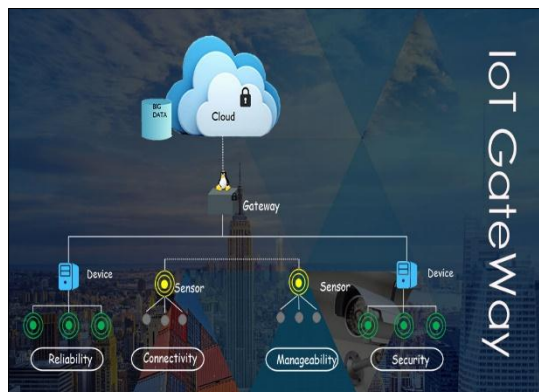 BIG
DATA
Cloud
Gateway
Device
Sensor
Sensor
Device
Reliability
Connectivity
Manageability
Security
IoT GateWay